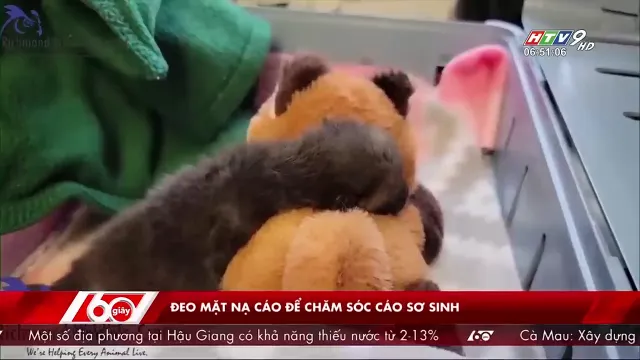 HTV9 HD
06:51:06
60 giây
ĐEO MẶT NẠ CÁO ĐỂ CHĂM SÓC CÁO SƠ SINH
Một số địa phương tại Hậu Giang có khả năng thiếu nước từ 2-13%
60
Cà Mau: Xây dựng
We're Helping Every Animal Live.